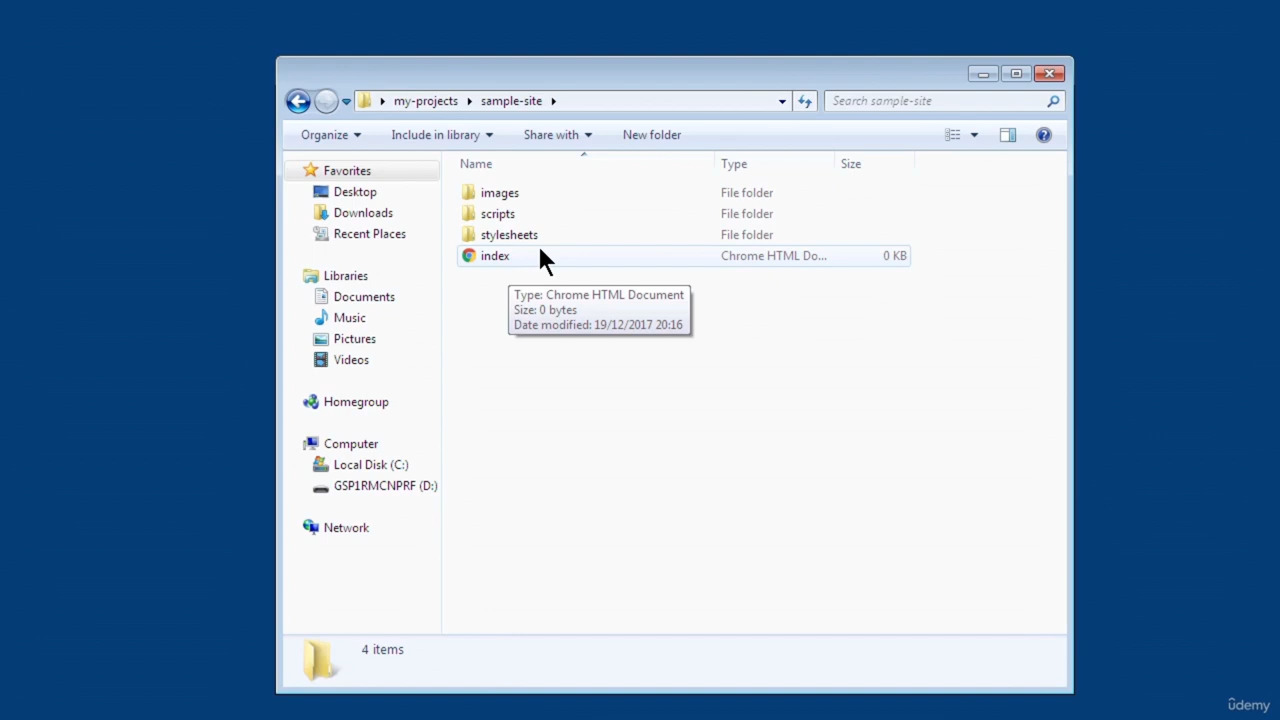 my-projects sample-site
Search sample-site
Organize Include in library Share with New folder
Name Type Size
Favorites
Desktop
Downloads
Recent Places
Libraries
Documents
Music
Pictures
Videos
Homegroup
Computer
Local Disk (C:)
GSP1RMCNPRF (D:)
Network
images File folder
scripts File folder
stylesheets File folder
index Chrome HTML Do... 0 KB
Type: Chrome HTML Document
Size: 0 bytes
Date modified: 19/12/2017 20:16
4 items
ûdemy